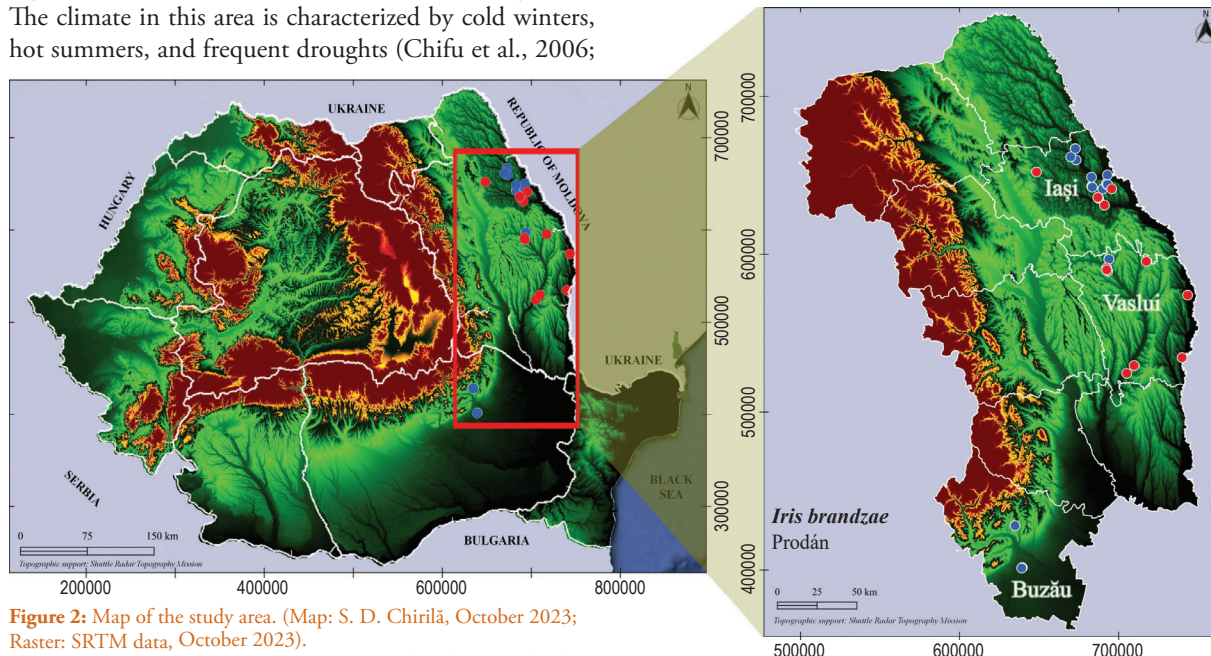 The climate in this area is characterized by cold winters,
hot summers, and frequent droughts (Chifu et al., 2006;
UKRAINE
REPUBLIC OF MOLDOVA
HUNGARY
N
700000
500000
300000
UKRAINE
BLACK
SEA
SERBIA
BULGARIA
0 75 150 km
Topographic support: Shuttle Radar Topography Mission
200000 400000 600000 800000
Figure 2: Map of the study area. (Map: S. D. Chirilă, October 2023;
Raster: SRTM data, October 2023).
N
700000
600000
500000
400000
Iași
Vaslui
Buzău
Iris brandzae
Prodán
0 25 50 km
Topographic support: Shuttle Radar Topography Mission
500000 600000 700000